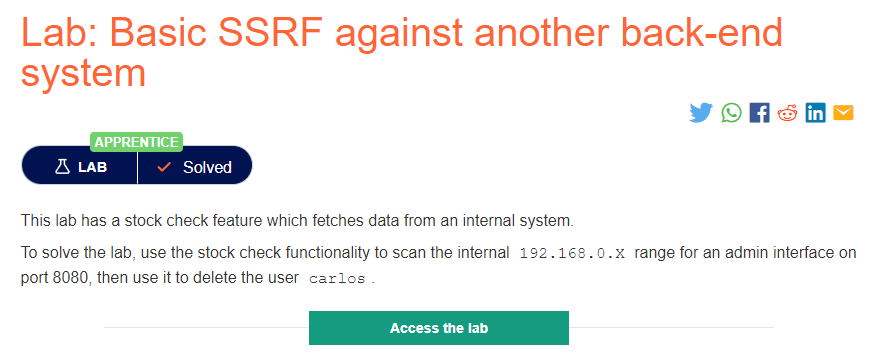 Lab: Basic SSRF against another back-end
system
APPRENTICE
LAB
Solved
This lab has a stock check feature which fetches data from an internal system.
To solve the lab, use the stock check functionality to scan the internal 192.168.0.X range for an admin interface on
port 8080, then use it to delete the user carlos .
Access the lab